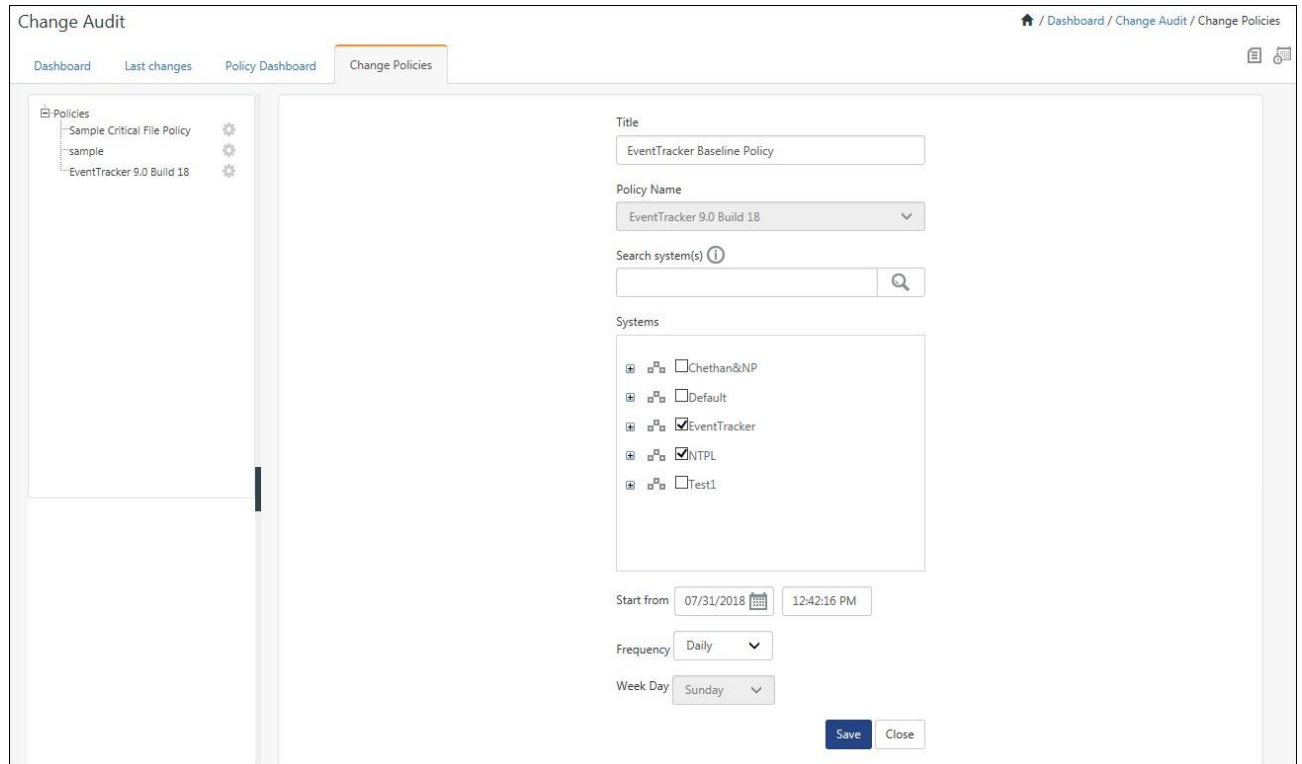 Change Audit
/ Dashboard / Change Audit / Change Policies
Dashboard
Last changes
Policy Dashboard
Change Policies
Policies
Sample Critical File Policy
sample
EventTracker 9.0 Build 18
Title
EventTracker Baseline Policy
Policy Name
EventTracker 9.0 Build 18
Search system(s)
Systems
Chethan&NP
Default
EventTracker
NTPL
Test1
Start from 07/31/2018 12:42:16 PM
Frequency Daily
Week Day Sunday
Save Close